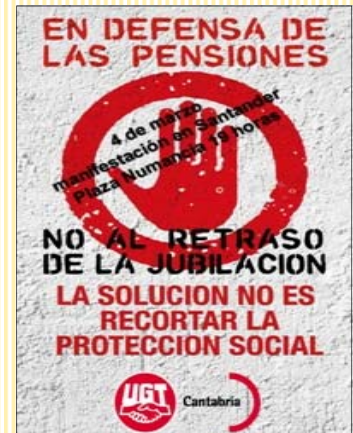 EN DEFENSA DE
LAS PENSIONES
4 de marzo
manifestación en Santander
Plaza Numancia 19 horas
NO AL RETRASO
DE LA JUBILACION
LA SOLUCION NO ES
RECORTAR LA
PROTECCION SOCIAL
UGT
Cantabria